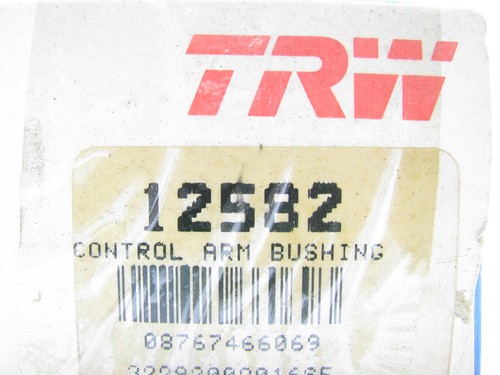 TRW
12582
CONTROL ARM BUSHING
08767466069